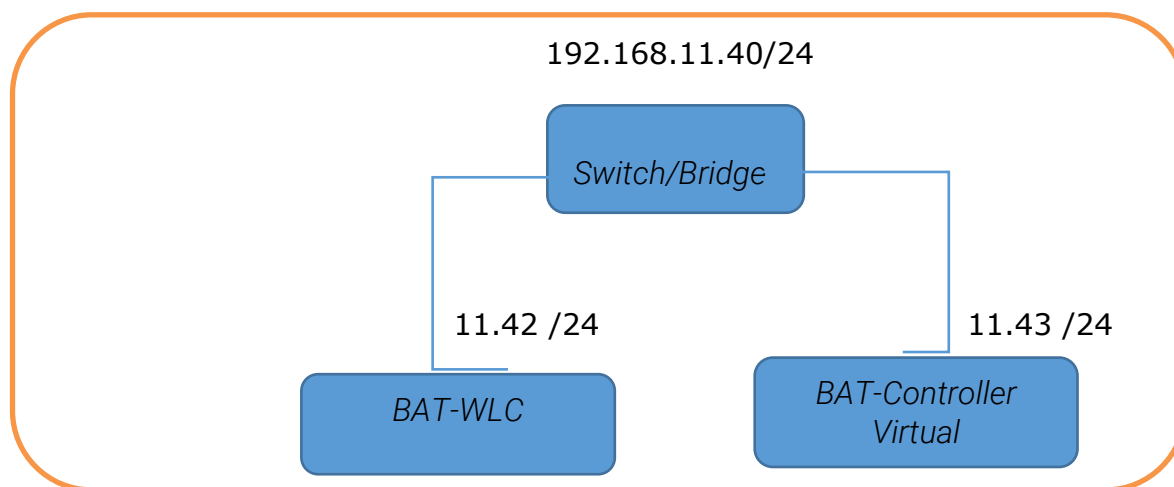 192.168.11.40/24
Switch/Bridge
11.42 /24
11.43 /24
BAT-WLC
BAT-Controller
Virtual